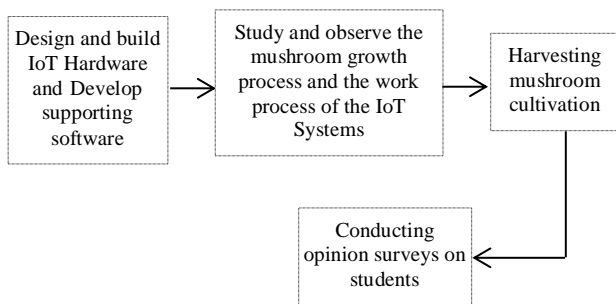 Design and build
IoT Hardware
and Develop
supporting
software
Study and observe the
mushroom growth
process and the work
process of the IoT
Systems
Harvesting
mushroom
cultivation
Conducting
opinion surveys on
students